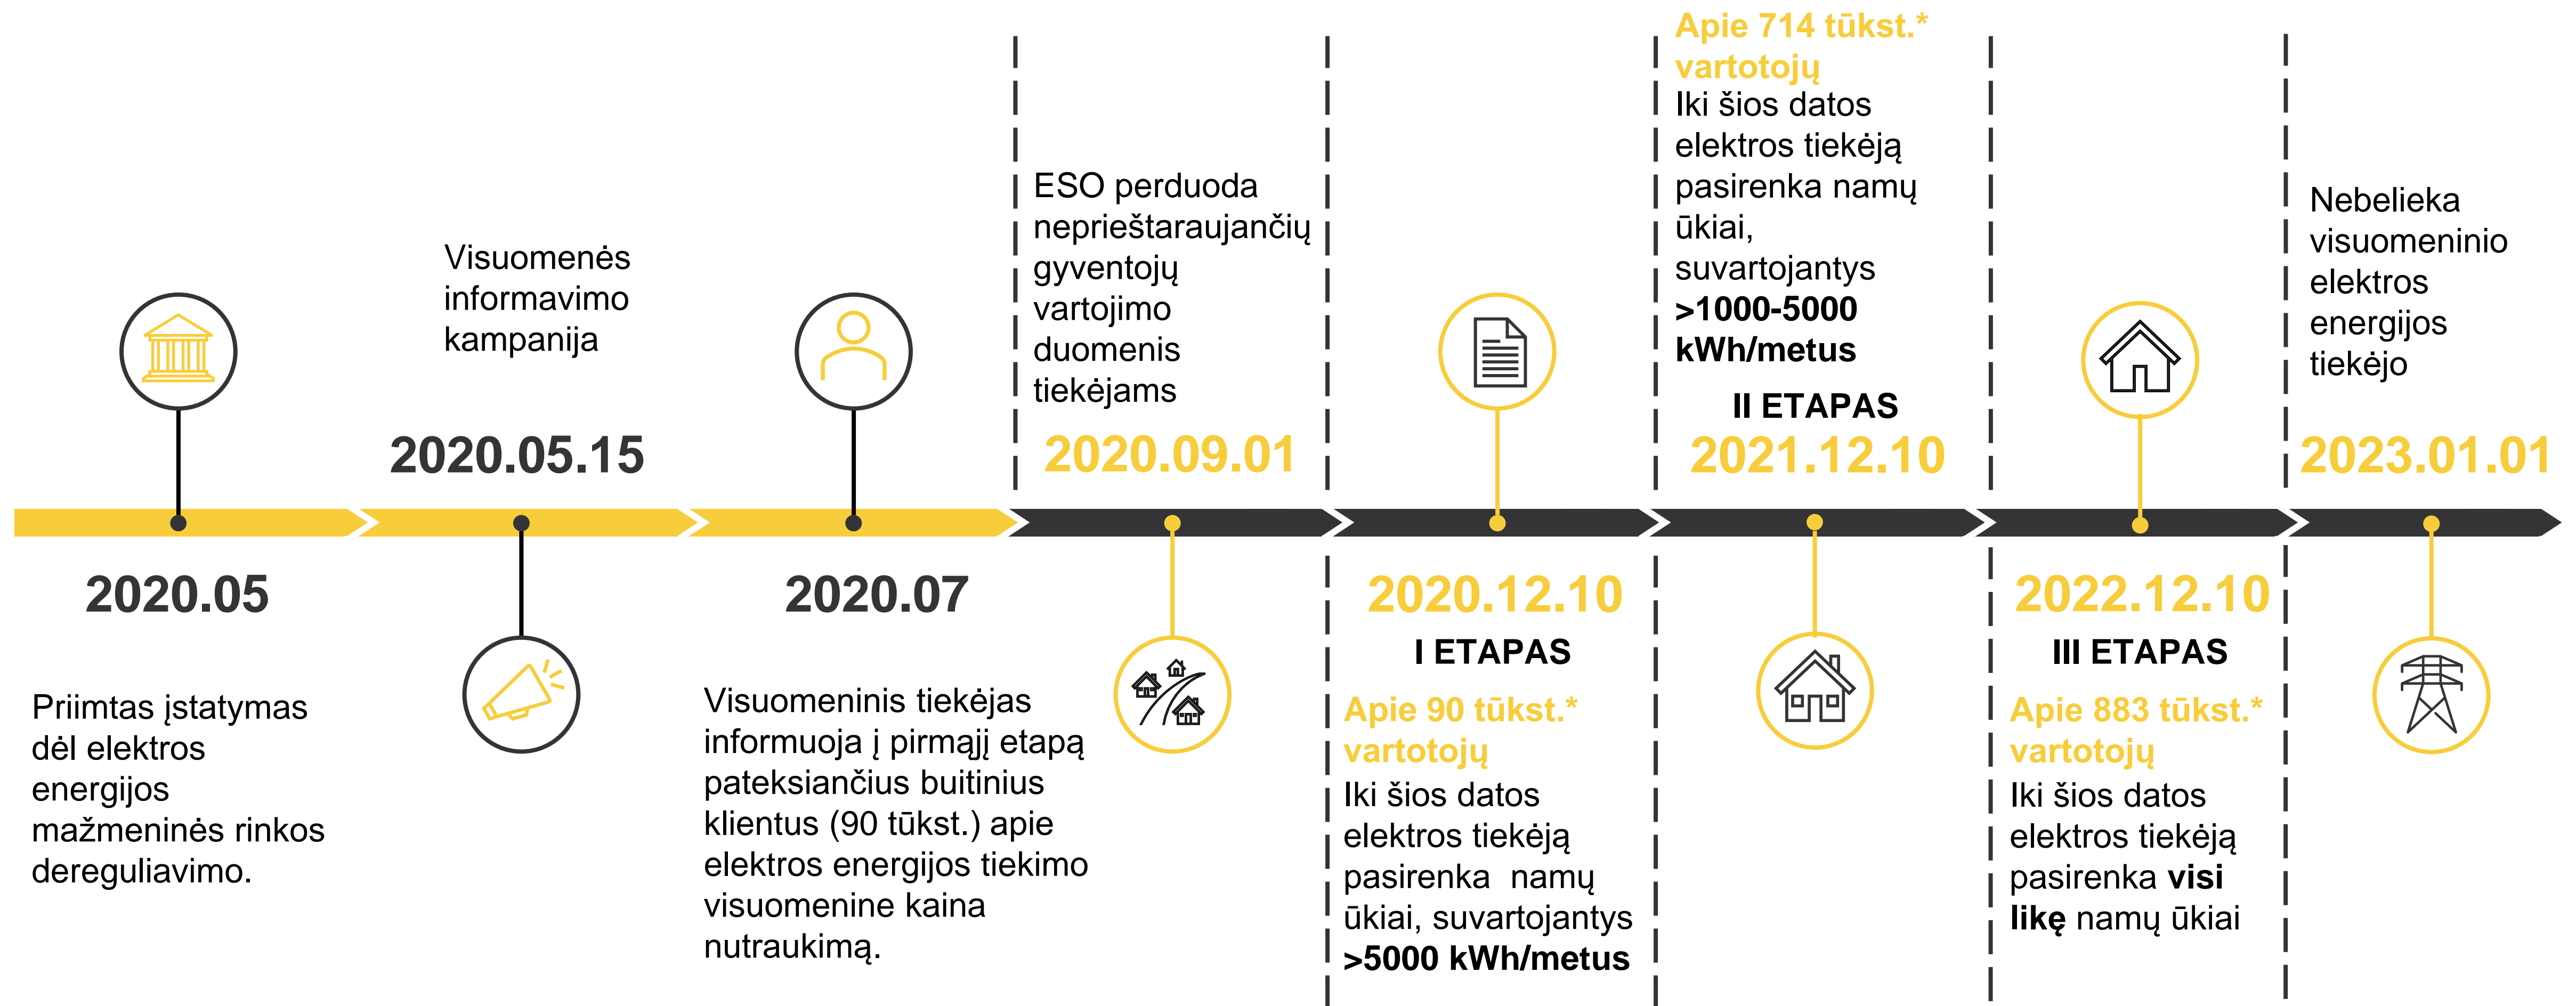 2020.05
Priimtas įstatymas
dėl elektros
energijos
mažmeninės rinkos
dereguliavimo.
Visuomenės
informavimo
kampanija
2020.05.15
2020.07
Visuomeninis tiekėjas
informuoja į pirmąjį etapą
pateksiančius buitinius
klientus (90 tūkst.) apie
elektros energijos tiekimo
visuomenine kaina
nutraukimą.
ESO perduoda
neprieštaraujančių
gyventojų
vartojimo
duomenis
tiekėjams
2020.09.01
2020.12.10
I ETAPAS
Apie 90 tūkst.*
vartotojų
Iki šios datos
elektros tiekėją
pasirenka namų
ūkiai, suvartojantys
>5000 kWh/metus
Apie 714 tūkst.*
vartotojų
Iki šios datos
elektros tiekėją
pasirenka namų
ūkiai,
suvartojantys
>1000-5000
kWh/metus
II ETAPAS
2021.12.10
2022.12.10
III ETAPAS
Apie 883 tūkst.*
vartotojų
Iki šios datos
elektros tiekėją
pasirenka visi
likę namų ūkiai
Nebelieka
visuomeninio
elektros
energijos
tiekėjo
2023.01.01